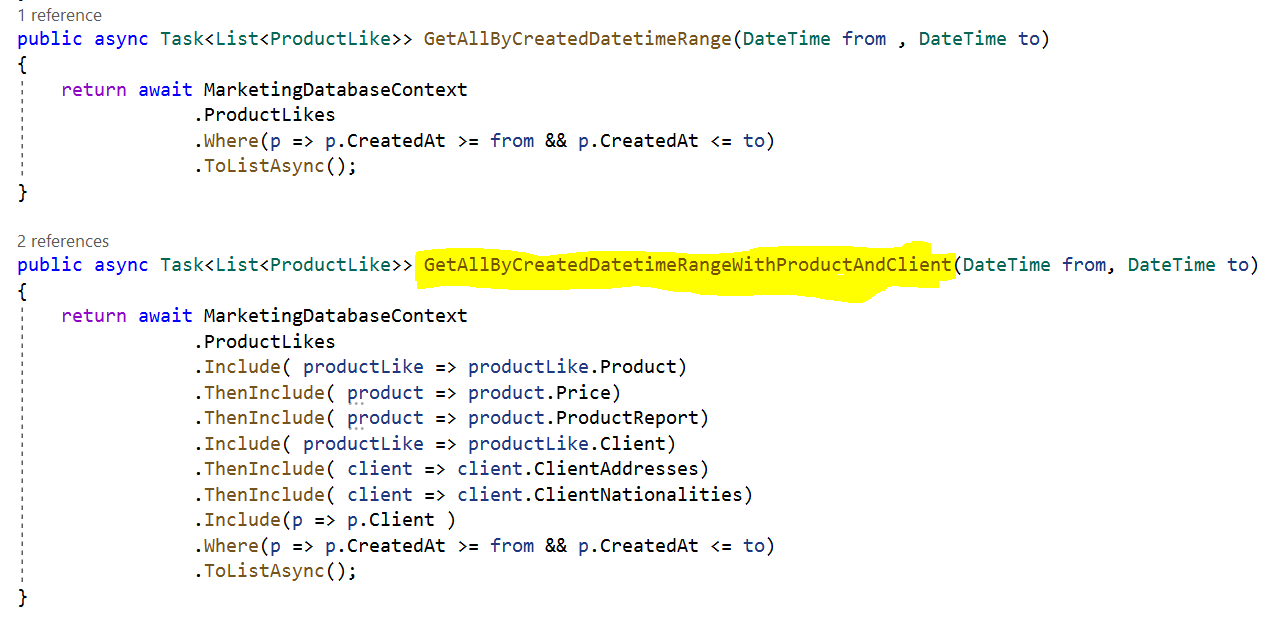 1 reference
public async Task<List<ProductLike>> GetAllByCreatedDatetimeRange(DateTime from , DateTime to)
{
return await MarketingDatabaseContext
.ProductLikes
.Where(p => p.CreatedAt >= from && p.CreatedAt <= to)
.ToListAsync();
}
2 references
public async Task<List<ProductLike>> GetAllByCreatedDatetimeRangeWithProductAndClient(DateTime from, DateTime to)
{
return await MarketingDatabaseContext
.ProductLikes
.Include( productLike => productLike.Product)
.ThenInclude( product => product.Price)
.ThenInclude( product => product.ProductReport)
.Include( productLike => productLike.Client)
.ThenInclude( client => client.ClientAddresses)
.ThenInclude( client => client.ClientNationalities)
.Include(p => p.Client )
.Where(p => p.CreatedAt >= from && p.CreatedAt <= to)
.ToListAsync();
}